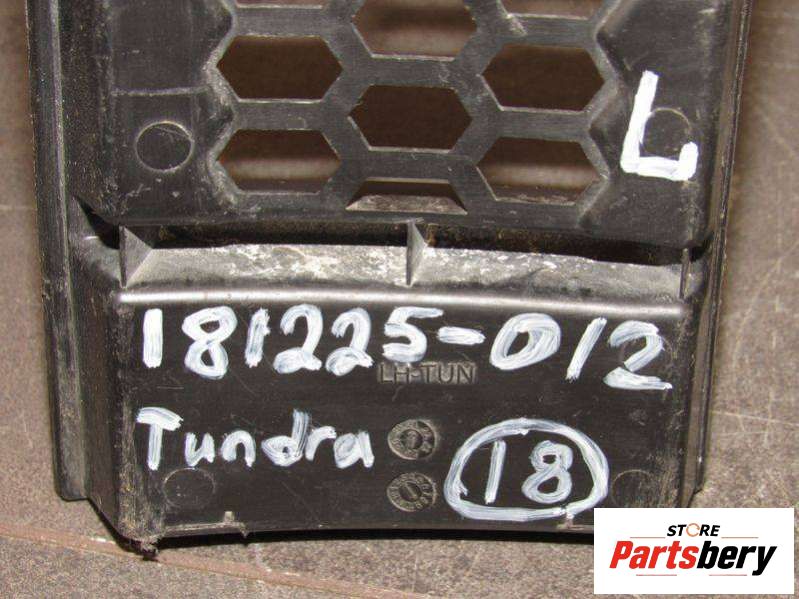 L
181225-012
LH-TUN
Tundra
18
STORE
Partsbery